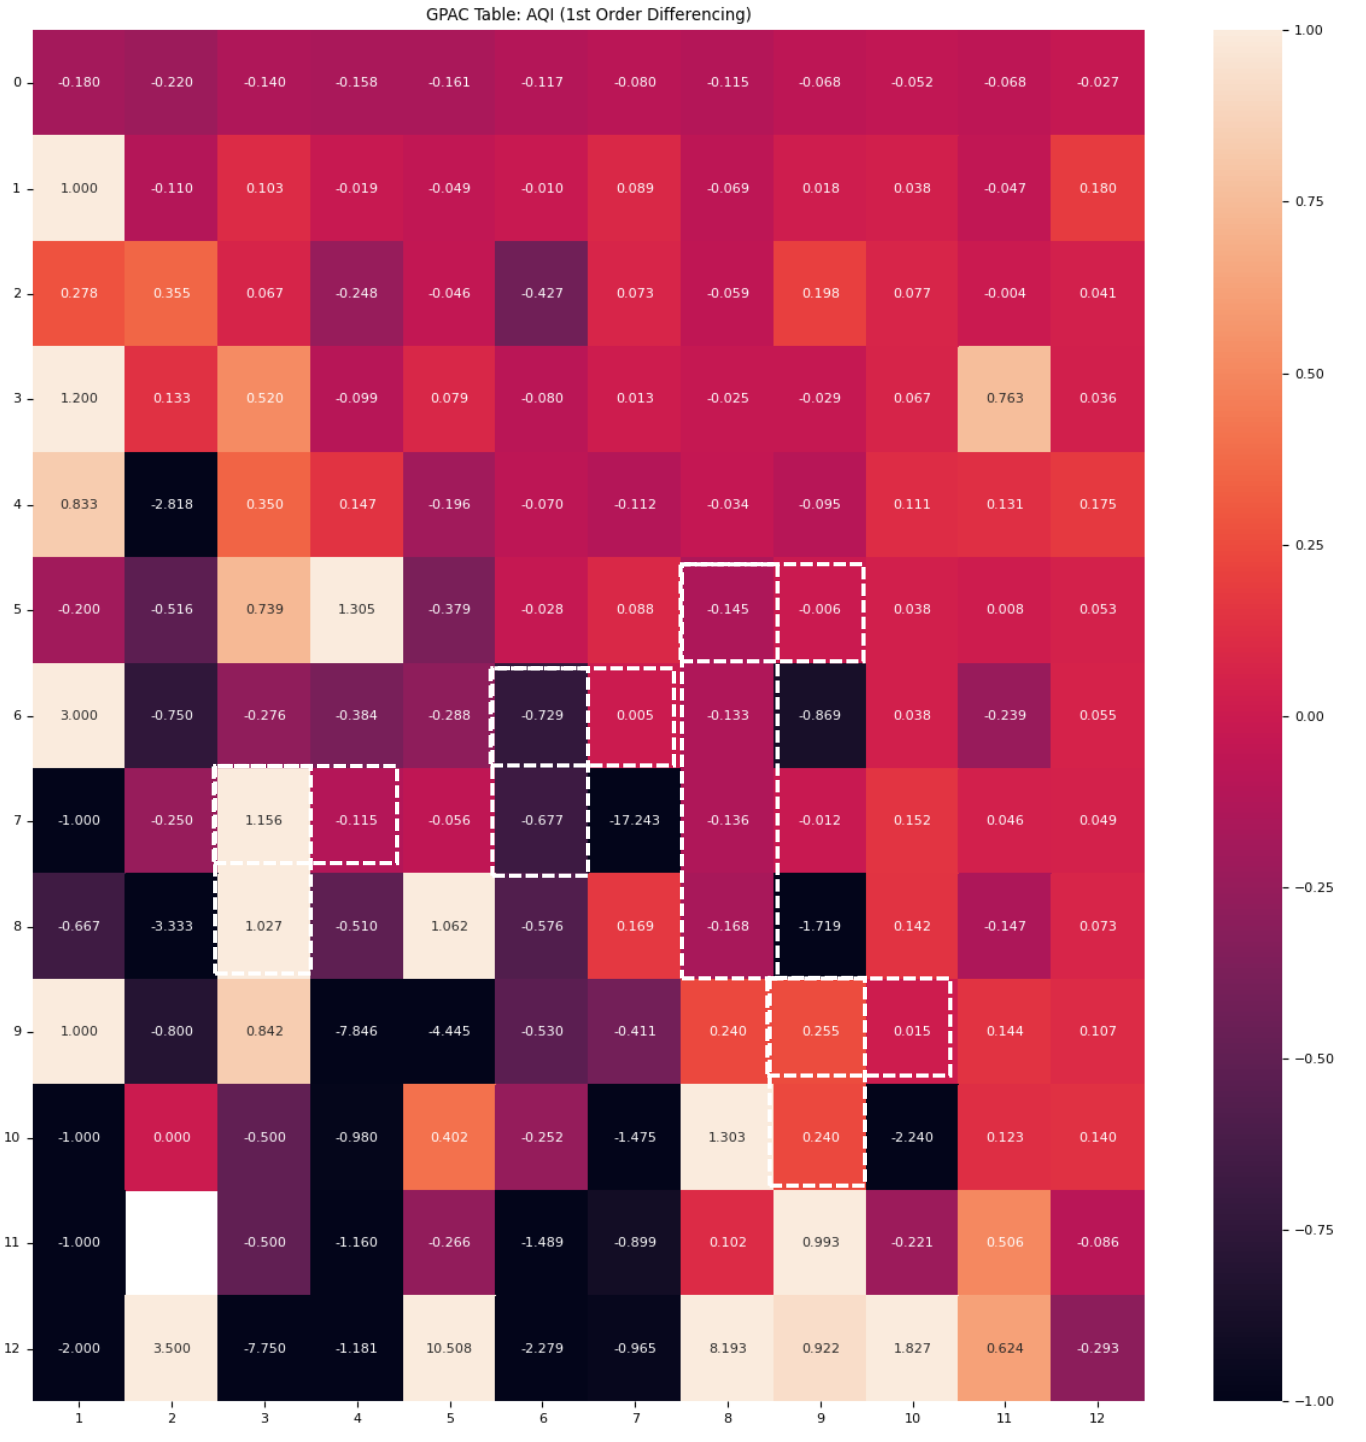 GPAC Table: AQI (1st Order Differencing)
0 -0.180 -0.220 -0.140 -0.158 -0.161 -0.117 -0.080 -0.115 -0.068 -0.052 -0.068 -0.027
1 1.000 -0.110 0.103 -0.019 -0.049 -0.010 0.089 -0.069 0.018 0.038 -0.047 0.180
2 0.278 0.355 0.067 -0.248 -0.046 -0.427 0.073 -0.059 0.198 0.077 -0.004 0.041
3 1.200 0.133 0.520 -0.099 0.079 -0.080 0.013 -0.025 -0.029 0.067 0.763 0.036
4 0.833 -2.818 0.350 0.147 -0.196 -0.070 -0.112 -0.034 -0.095 0.111 0.131 0.175
5 -0.200 -0.516 0.739 1.305 -0.379 -0.028 0.088 -0.145 -0.006 0.038 0.008 0.053
6 3.000 -0.750 -0.276 -0.384 -0.288 -0.729 0.005 -0.133 -0.869 0.038 -0.239 0.055
7 -1.000 -0.250 1.156 -0.115 -0.056 -0.677 -17.243 -0.136 -0.012 0.152 0.046 0.049
8 -0.667 -3.333 1.027 -0.510 1.062 -0.576 0.169 -0.168 -1.719 0.142 -0.147 0.073
9 1.000 -0.800 0.842 -7.846 -4.445 -0.530 -0.411 0.240 0.255 0.015 0.144 0.107
10 -1.000 0.000 -0.500 -0.980 0.402 -0.252 -1.475 1.303 0.240 -2.240 0.123 0.140
11 -1.000 -0.500 -1.160 -0.266 -1.489 -0.899 0.102 0.993 -0.221 0.506 -0.086
12 -2.000 3.500 -7.750 -1.181 10.508 -2.279 -0.965 8.193 0.922 1.827 0.624 -0.293
1 2 3 4 5 6 7 8 9 10 11 12
1.00
0.75
0.50
0.25
0.00
−0.25
−0.50
−0.75
−1.00